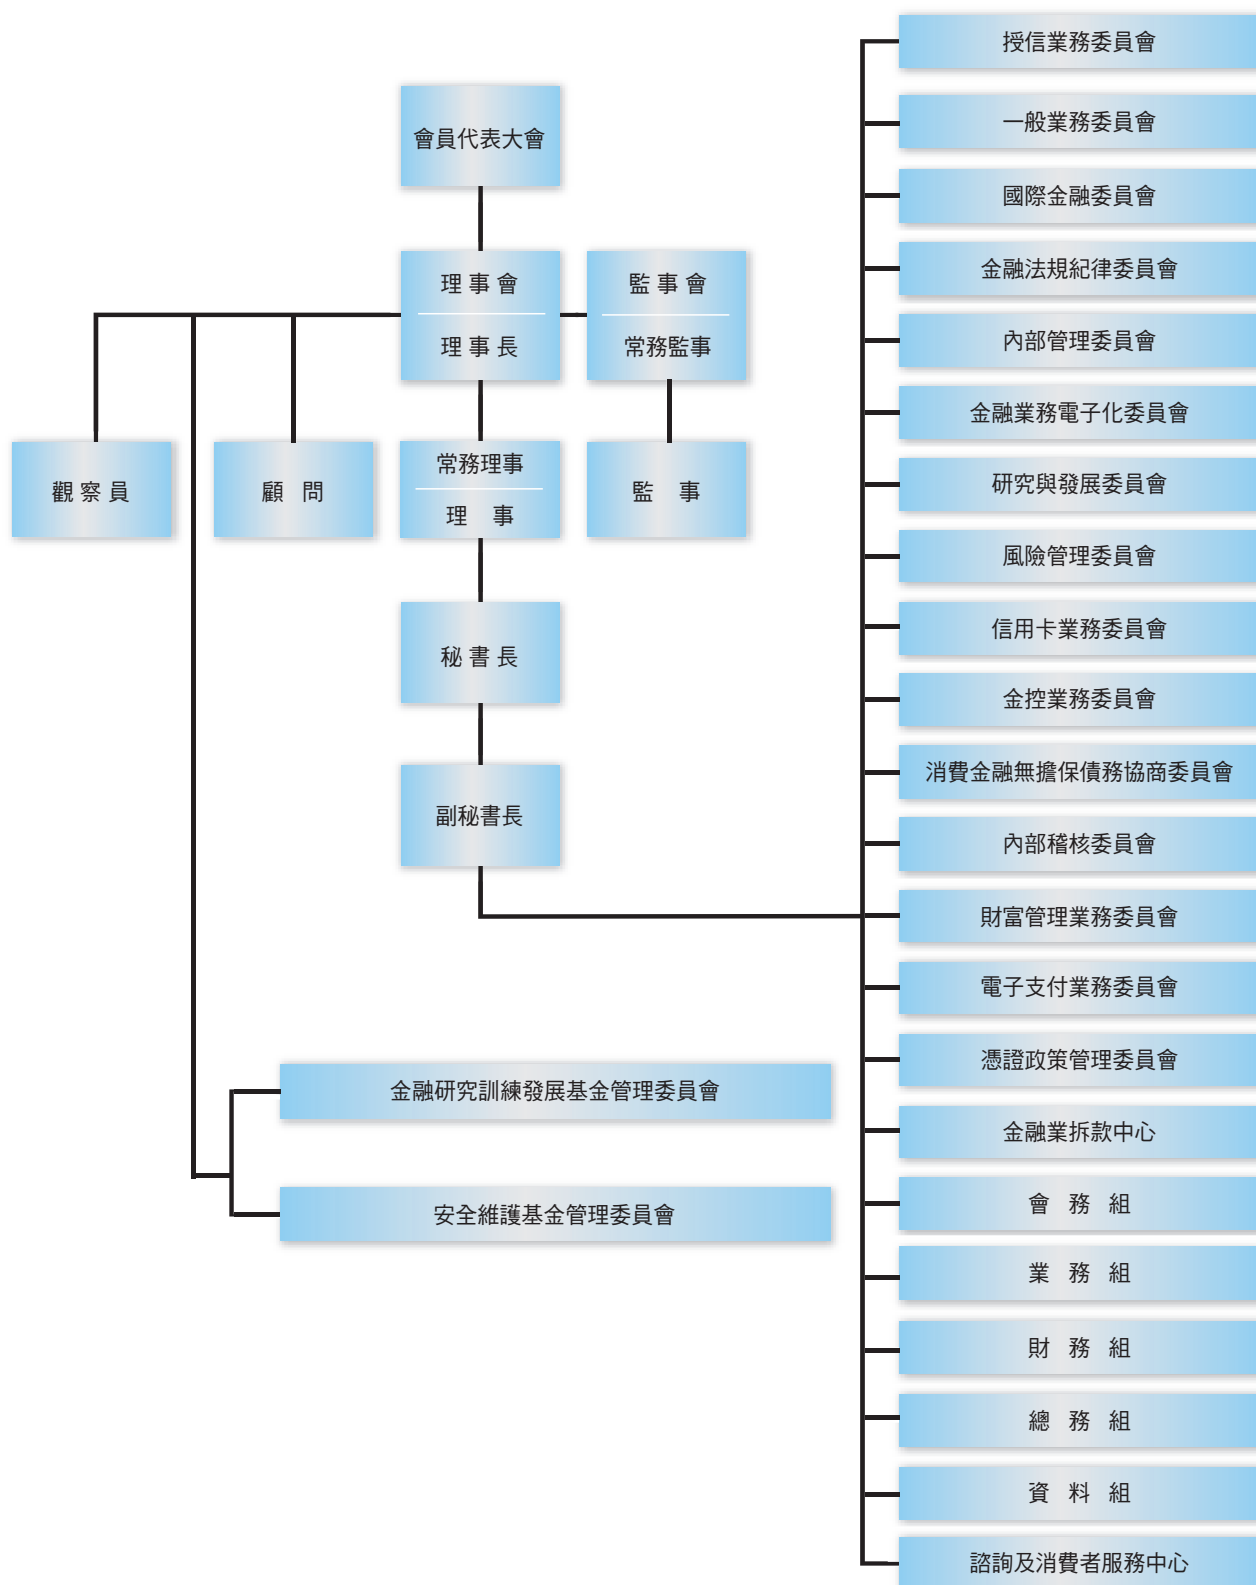 會員代表大會
理事會
理事長
監事會
常務監事
觀察員
顧問
常務理事
理事
監事
秘書長
副秘書長
金融研究訓練發展基金管理委員會
安全維護基金管理委員會
授信業務委員會
一般業務委員會
國際金融委員會
金融法規紀律委員會
內部管理委員會
金融業務電子化委員會
研究與發展委員會
風險管理委員會
信用卡業務委員會
金控業務委員會
消費金融無擔保債務協商委員會
內部稽核委員會
財富管理業務委員會
電子支付業務委員會
憑證政策管理委員會
金融業拆款中心
會務組
業務組
財務組
總務組
資料組
諮詢及消費者服務中心